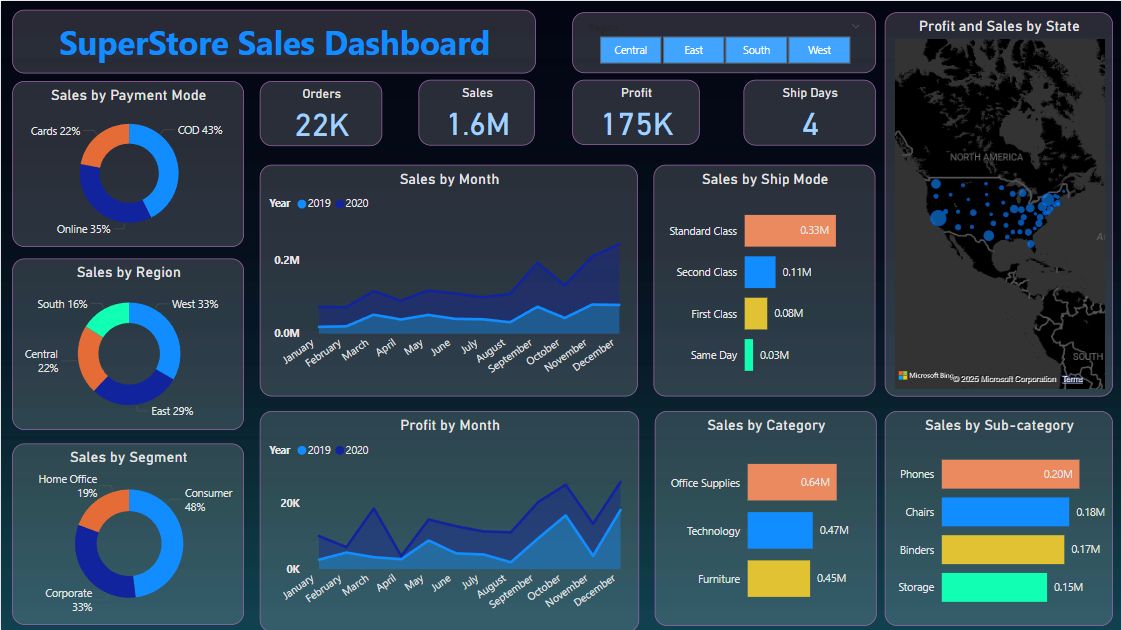 SuperStore Sales Dashboard
Central
East
South
West
Profit and Sales by State
Sales by Payment Mode
Cards 22%
COD 43%
Online 35%
Orders
22K
Sales
1.6M
Profit
175K
Ship Days
4
Sales by Month
Year
2019
2020
0.2M
0.0M
January
February
March
April
May
June
July
August
September
October
November
December
Sales by Ship Mode
Standard Class
0.33M
Second Class
0.11M
First Class
0.08M
Same Day
0.03M
NORTH AMERICA
SOUTH
Microsoft Bing
© 2025 Microsoft Corporation
Terms
Sales by Region
South 16%
West 33%
Central
22%
East 29%
Sales by Segment
Home Office
19%
Consumer
48%
Corporate
33%
Profit by Month
Year
2019
2020
20K
0K
January
February
March
April
May
June
July
August
September
October
November
December
Sales by Category
Office Supplies
0.64M
Technology
0.47M
Furniture
0.45M
Sales by Sub-category
Phones
0.20M
Chairs
0.18M
Binders
0.17M
Storage
0.15M